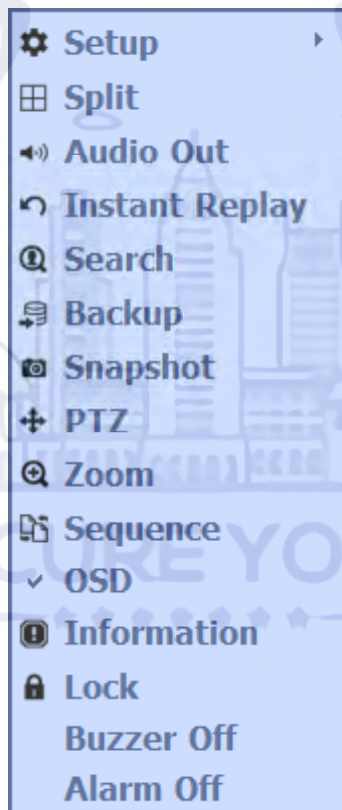 Setup
Split
Audio Out
Instant Replay
Search
Backup
Snapshot
PTZ
Zoom
Sequence
OSD
Information
Lock
Buzzer Off
Alarm Off